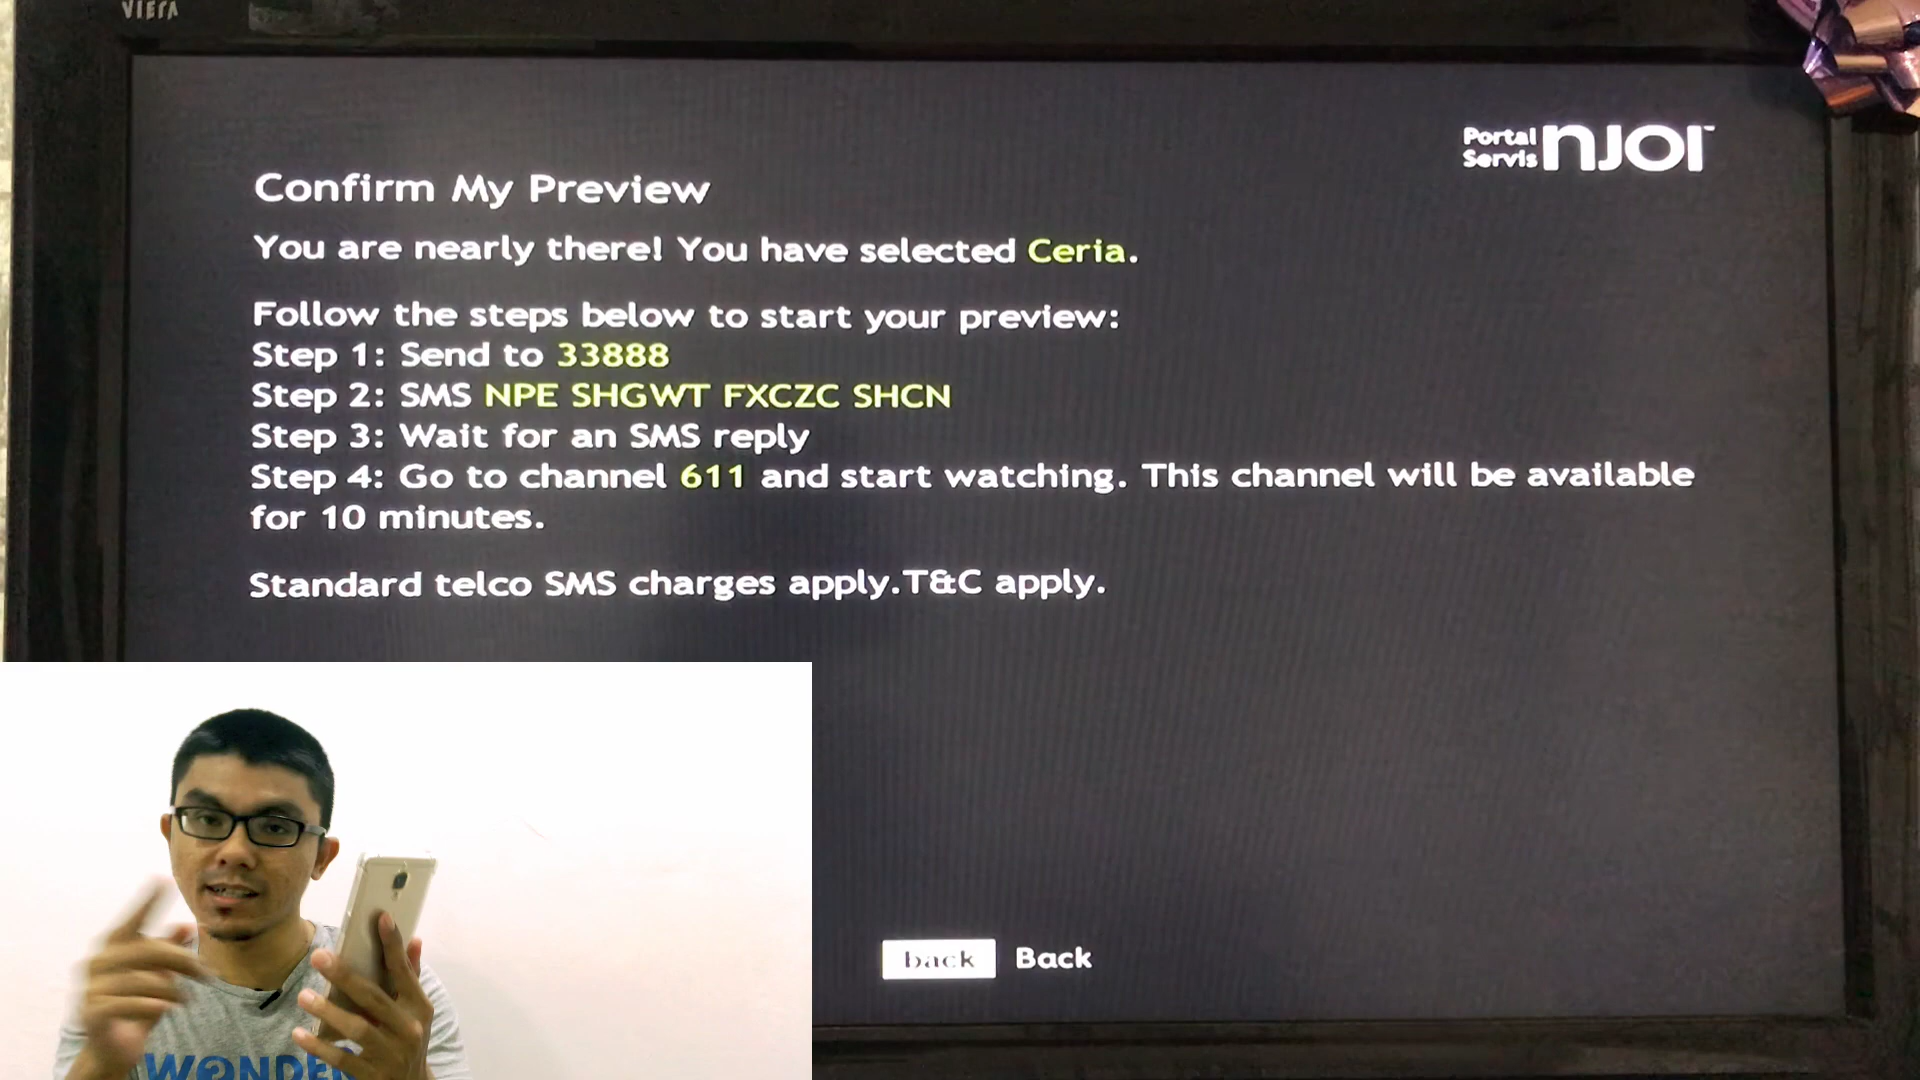 VIERA
Portal
Servis
NJOI
Confirm My Preview
You are nearly there! You have selected Ceria.
Follow the steps below to start your preview:
Step 1: Send to 33888
Step 2: SMS NPE SHGWT FXCZC SHCN
Step 3: Wait for an SMS reply
Step 4: Go to channel 611 and start watching. This channel will be available
for 10 minutes.
Standard telco SMS charges apply.T&C apply.
back Back
WONDER